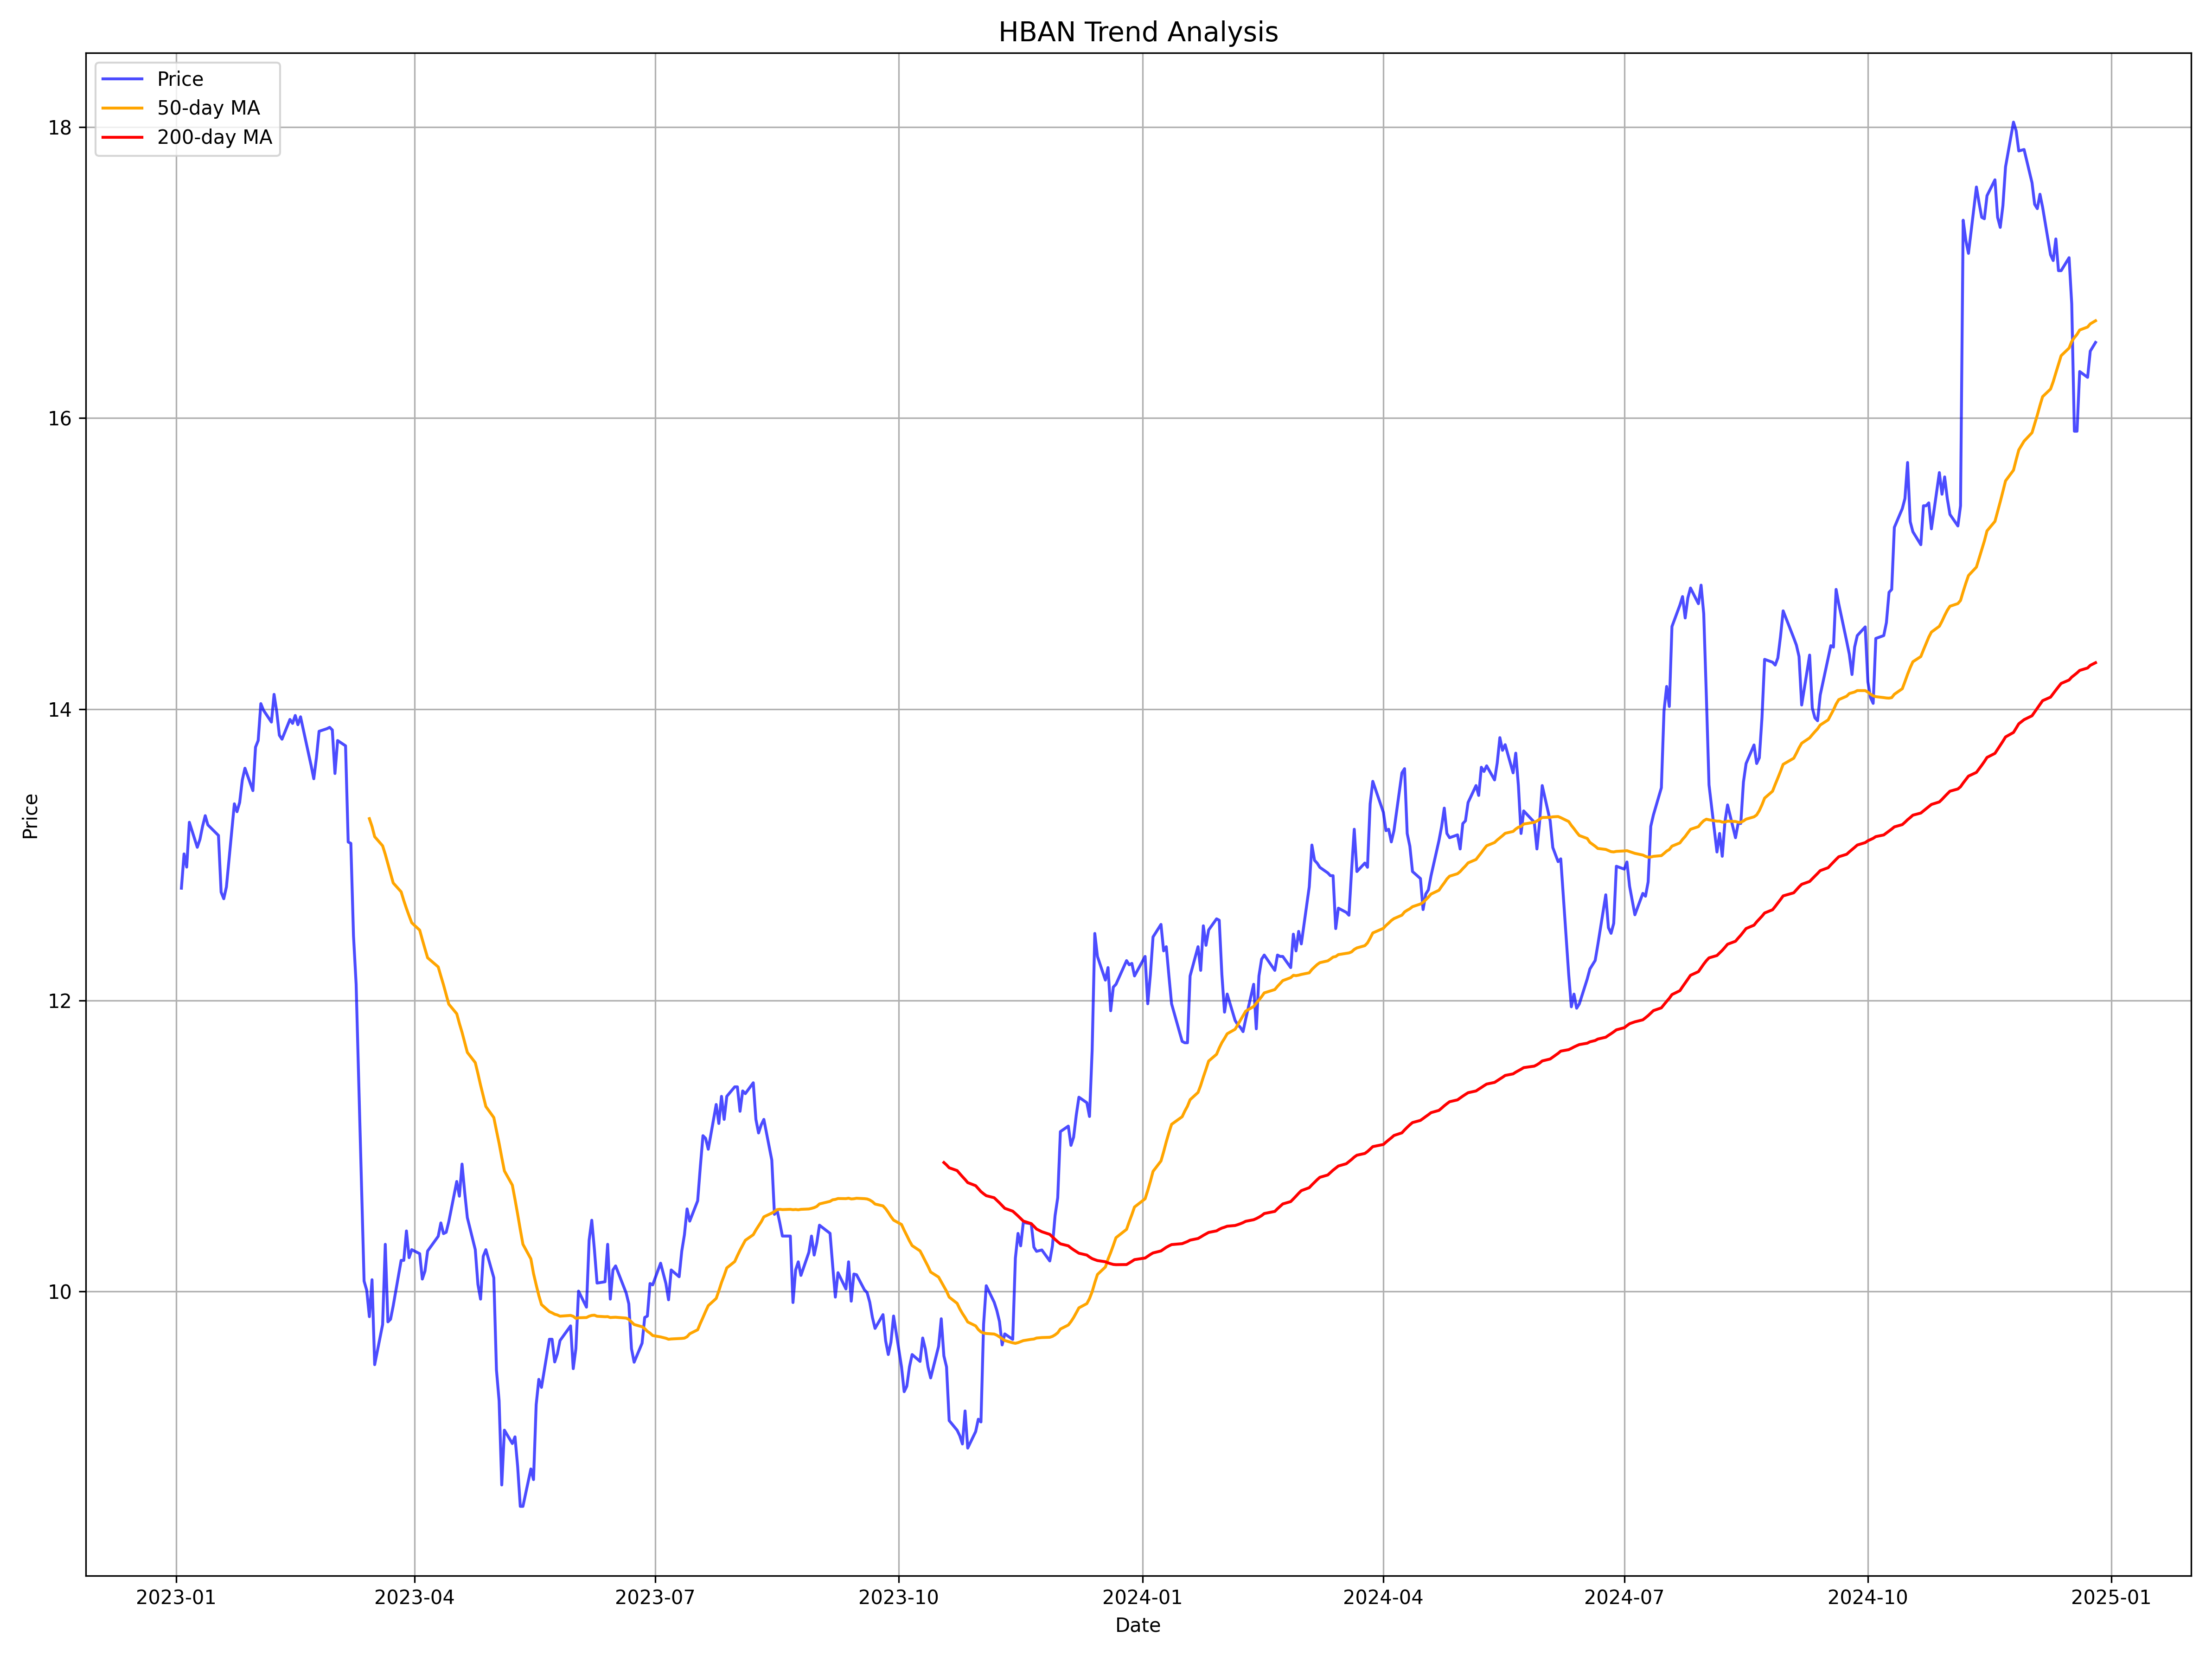 HBAN Trend Analysis
Price
50-day MA
200-day MA
18
16
14
12
10
Price
2023-01
2023-04
2023-07
2023-10
2024-01
2024-04
2024-07
2024-10
2025-01
Date